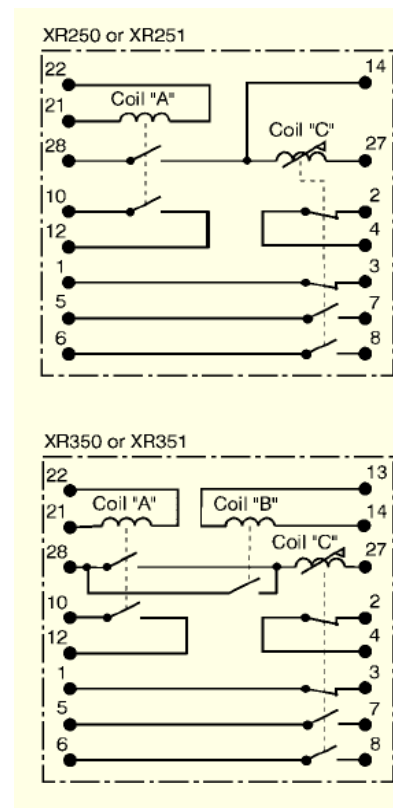 XR250 or XR251
22 14
Coil "A"
21
Coil "C"
28 27
10 2
12 4
1 3
5 7
6 8
XR350 or XR351
22 13
Coil "A" Coil "B"
21 14
Coil "C"
28 27
10 2
12 4
1 3
5 7
6 8